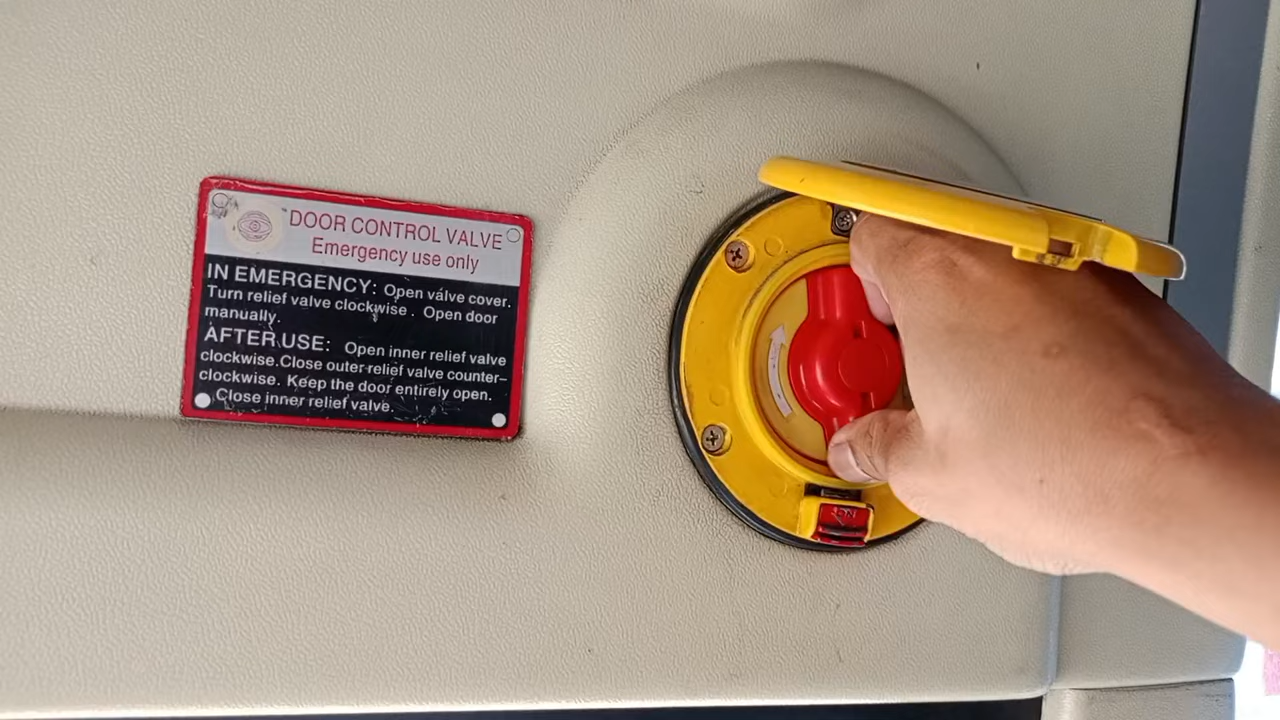 DOOR CONTROL VALVE
Emergency use only
IN EMERGENCY: Open valve cover.
Turn relief valve clockwise. Open door
manually.
AFTER USE: Open inner relief valve
clockwise.Close outer relief valve counter-
clockwise. Keep the door entirely open.
Close inner relief valve.